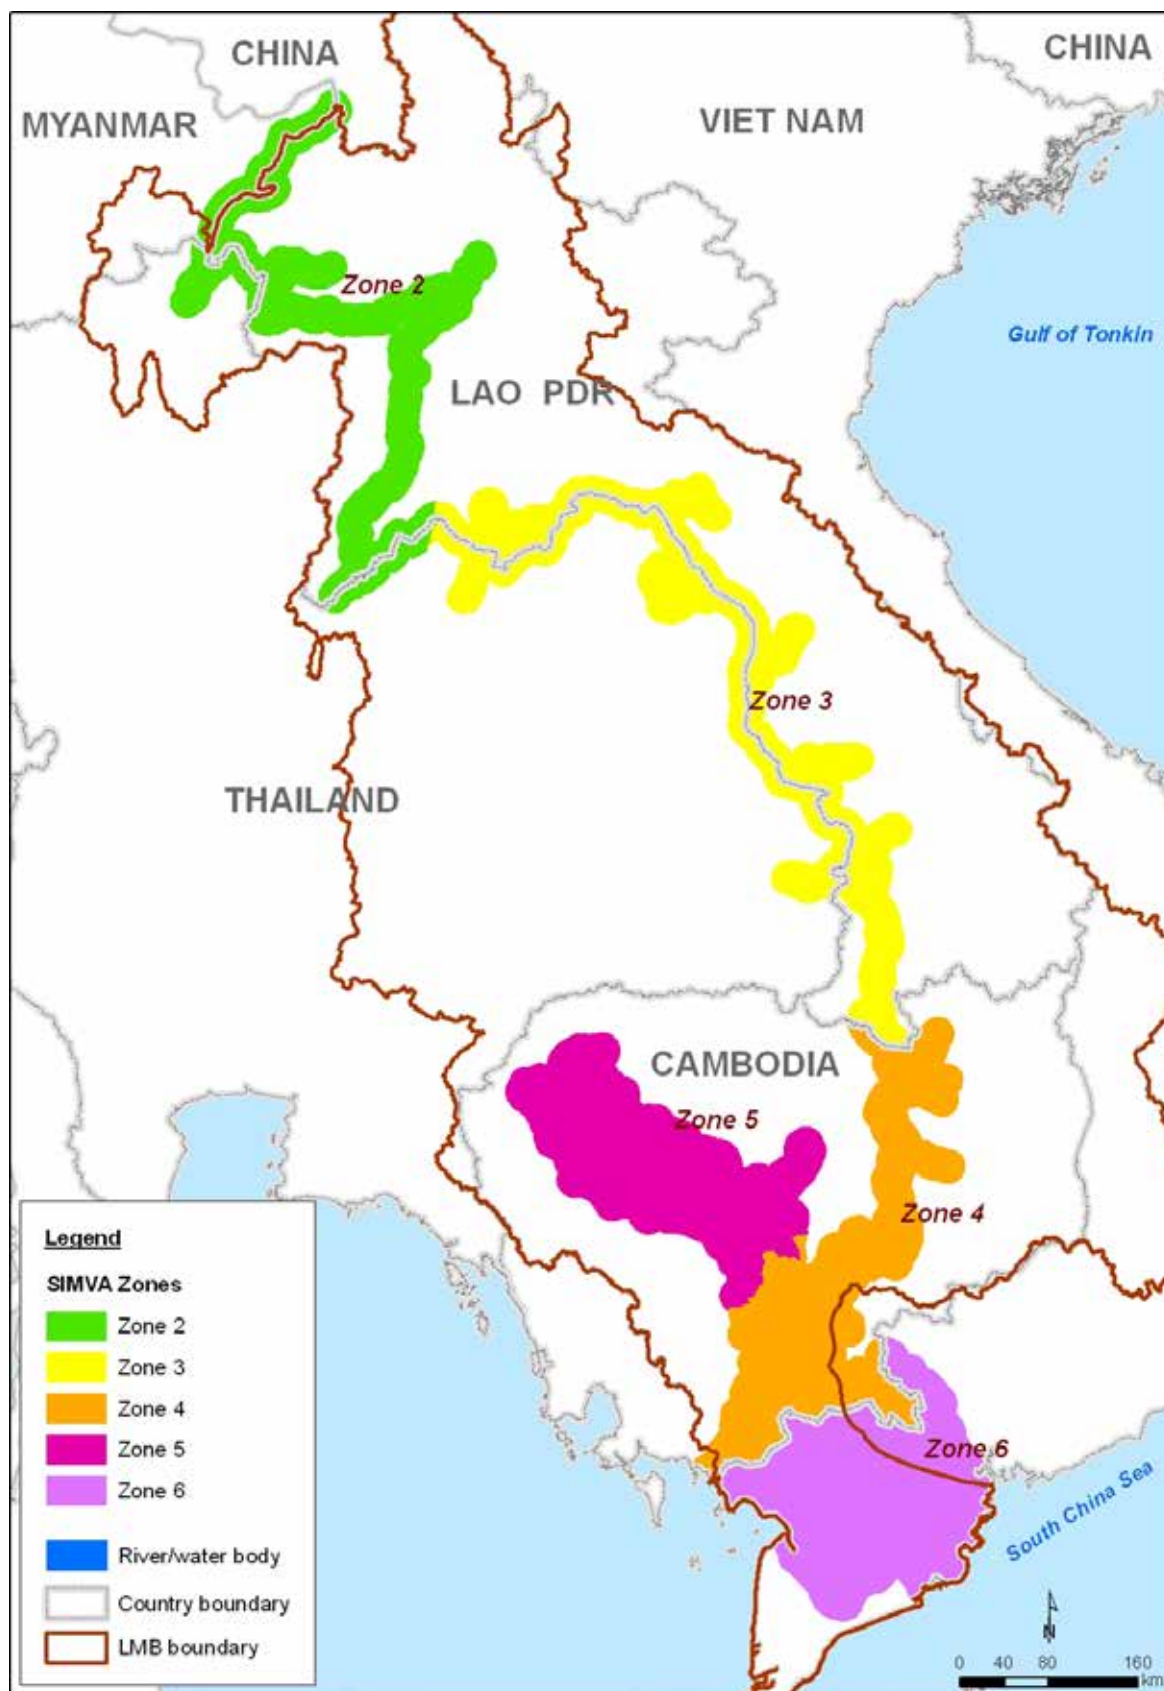 CHINA
CHINA
MYANMAR
VIET NAM
Zone 2
Gulf of Tonkin
LAO PDR
Zone 3
THAILAND
CAMBODIA
Zone 5
Zone 4
Zone 6
South China Sea
Legend
SIMVA Zones
Zone 2
Zone 3
Zone 4
Zone 5
Zone 6
River/water body
Country boundary
LMB boundary
N
0 40 80 160
km